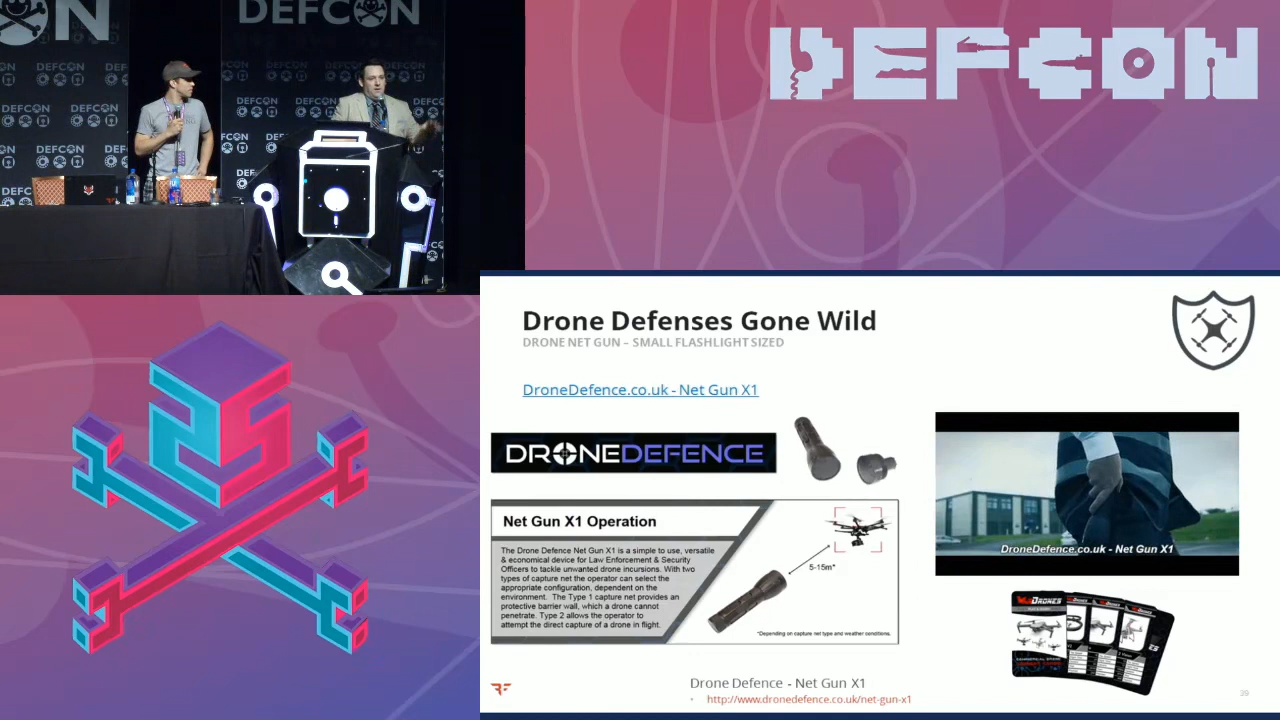 DEFCON
DEFCON
Drone Defenses Gone Wild
DRONE NET GUN – SMALL FLASHLIGHT SIZED
DroneDefence.co.uk - Net Gun X1
DRONEDEFENCE
Net Gun X1 Operation
The Drone Defence Net Gun X1 is a simple to use, versatile
& economical device for Law Enforcement & Security
Officers to tackle unwanted drone incursions. With two
types of capture net the operator can select the
appropriate configuration, dependent on the
environment. The Type 1 capture net provides an
protective barrier wall, which a drone cannot
penetrate. Type 2 allows the operator to
attempt the direct capture of a drone in flight.
5-15m*
*Depending on capture net type and weather conditions.
DroneDefence.co.uk - Net Gun X1
DRONES
Drone Defence - Net Gun X1
• http://www.dronedefence.co.uk/net-gun-x1
39